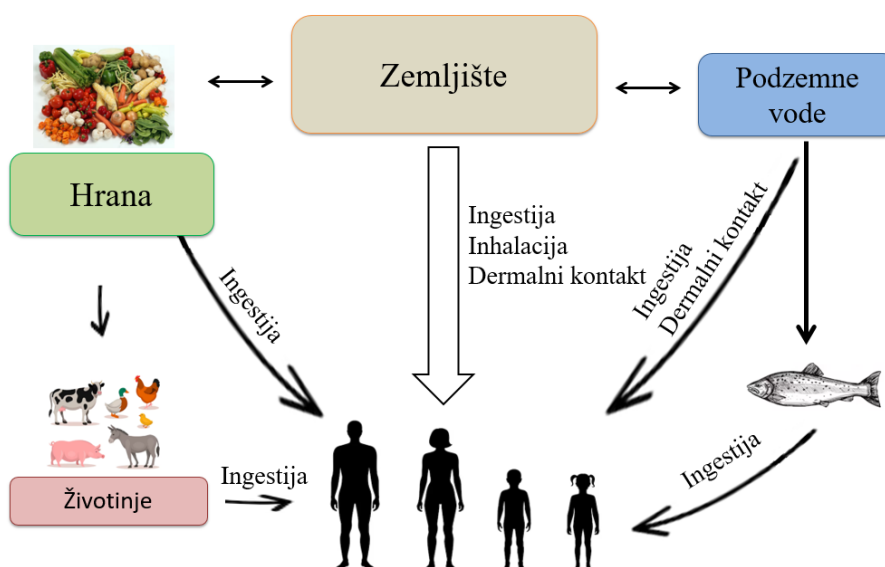 Zemljište
Podzemne
vode
Hrana
Ingestija
Inhalacija
Dermalni kontakt
Ingestija
Ingestija
Dermalni kontakt
Životinje
Ingestija
Ingestija